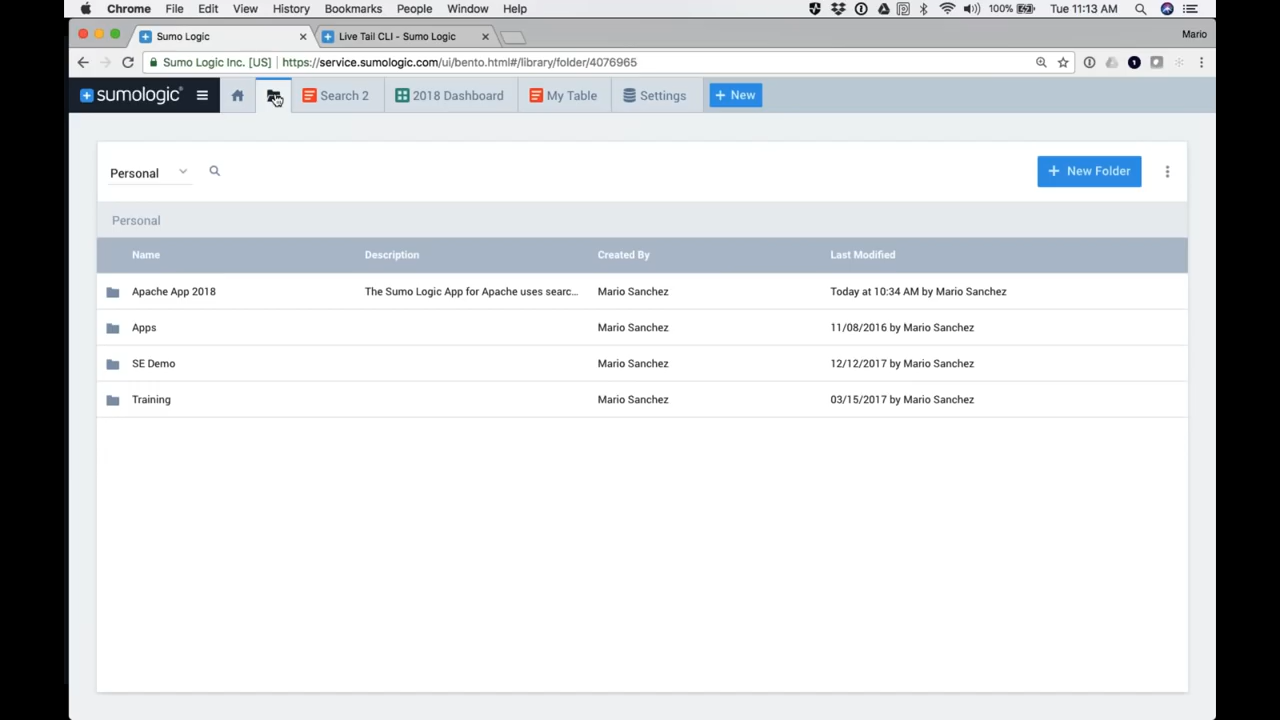 Chrome File Edit View History Bookmarks People Window Help 100% Tue 11:13 AM
Sumo Logic Live Tail CLI - Sumo Logic Mario
Sumo Logic Inc. [US] https://service.sumologic.com/ui/bento.html#/library/folder/4076965
sumologic Search 2 2018 Dashboard My Table Settings + New
Personal + New Folder
Personal
Name Description Created By Last Modified
Apache App 2018 The Sumo Logic App for Apache uses searc... Mario Sanchez Today at 10:34 AM by Mario Sanchez
Apps Mario Sanchez 11/08/2016 by Mario Sanchez
SE Demo Mario Sanchez 12/12/2017 by Mario Sanchez
Training Mario Sanchez 03/15/2017 by Mario Sanchez